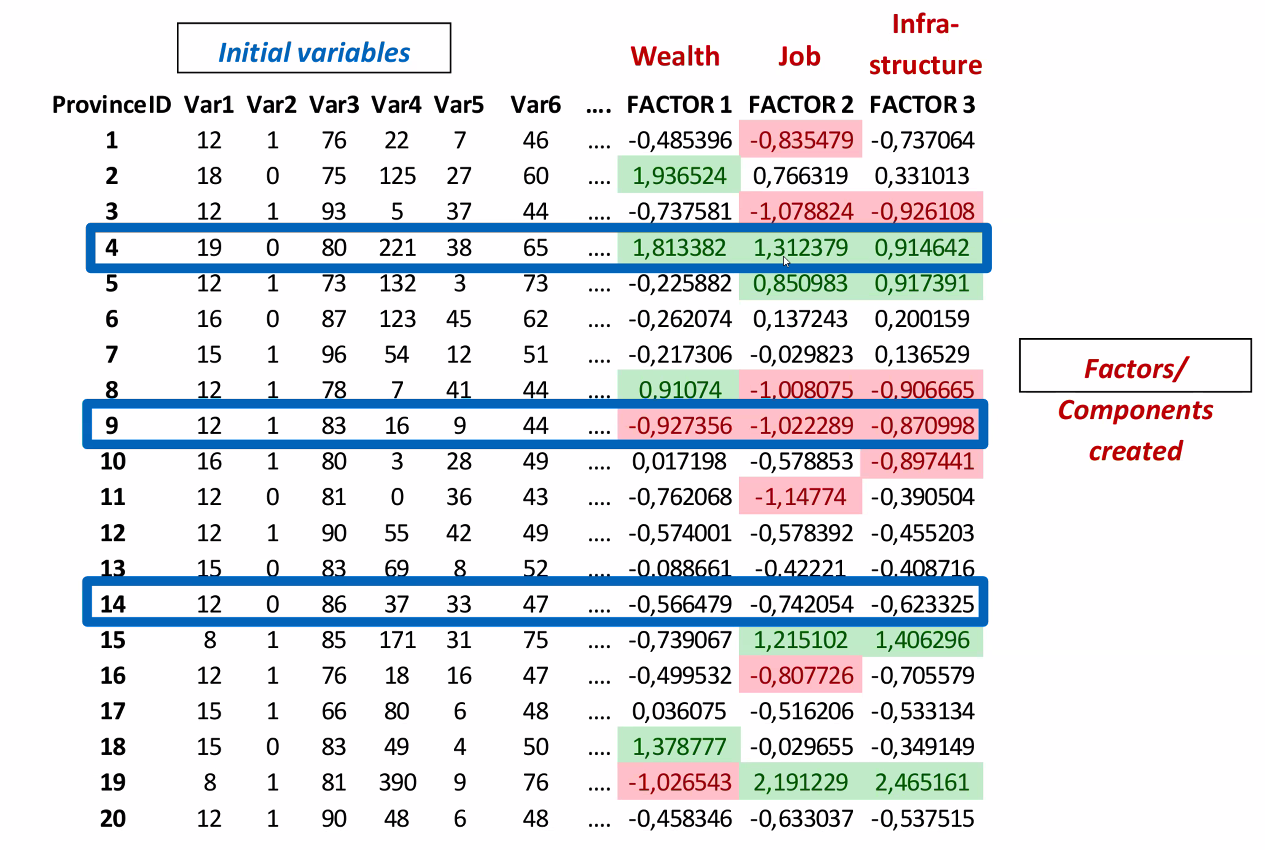 Initial variables
Wealth Job Infra-
structure
ProvinceID Var1 Var2 Var3 Var4 Var5 Var6 .... FACTOR 1 FACTOR 2 FACTOR 3
1 12 1 76 22 7 46 .... -0,485396 -0,835479 -0,737064
2 18 0 75 125 27 60 .... 1,936524 0,766319 0,331013
3 12 1 93 5 37 44 .... -0,737581 -1,078824 -0,926108
4 19 0 80 221 38 65 .... 1,813382 1,312379 0,914642
5 12 1 73 132 3 73 .... -0,225882 0,850983 0,917391
6 16 0 87 123 45 62 .... -0,262074 0,137243 0,200159
7 15 1 96 54 12 51 .... -0,217306 -0,029823 0,136529
8 12 1 78 7 41 44 .... 0,91074 -1,008075 -0,906665
9 12 1 83 16 9 44 .... -0,927356 -1,022289 -0,870998
10 16 1 80 3 28 49 .... 0,017198 -0,578853 -0,897441
11 12 0 81 0 36 43 .... -0,762068 -1,14774 -0,390504
12 12 1 90 55 42 49 .... -0,574001 -0,578392 -0,455203
13 15 0 83 69 8 52 .... -0,088661 -0,42221 -0,408716
14 12 0 86 37 33 47 .... -0,566479 -0,742054 -0,623325
15 8 1 85 171 31 75 .... -0,739067 1,215102 1,406296
16 12 1 76 18 16 47 .... -0,499532 -0,807726 -0,705579
17 15 1 66 80 6 48 .... 0,036075 -0,516206 -0,533134
18 15 0 83 49 4 50 .... 1,378777 -0,029655 -0,349149
19 8 1 81 390 9 76 .... -1,026543 2,191229 2,465161
20 12 1 90 48 6 48 .... -0,458346 -0,633037 -0,537515
Factors/
Components
created